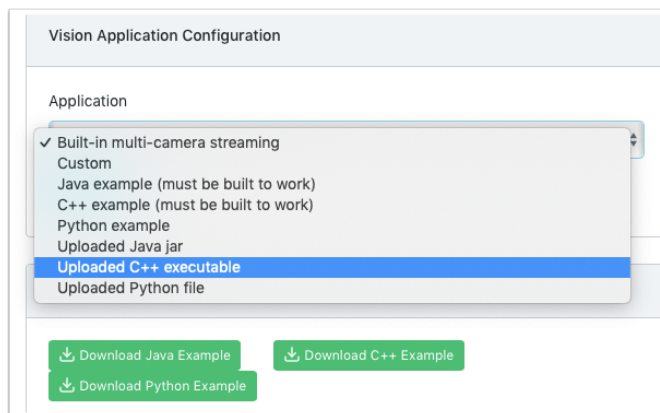 Vision Application Configuration
Application
✓ Built-in multi-camera streaming
Custom
Java example (must be built to work)
C++ example (must be built to work)
Python example
Uploaded Java jar
Uploaded C++ executable
Uploaded Python file
Download Java Example
Download C++ Example
Download Python Example